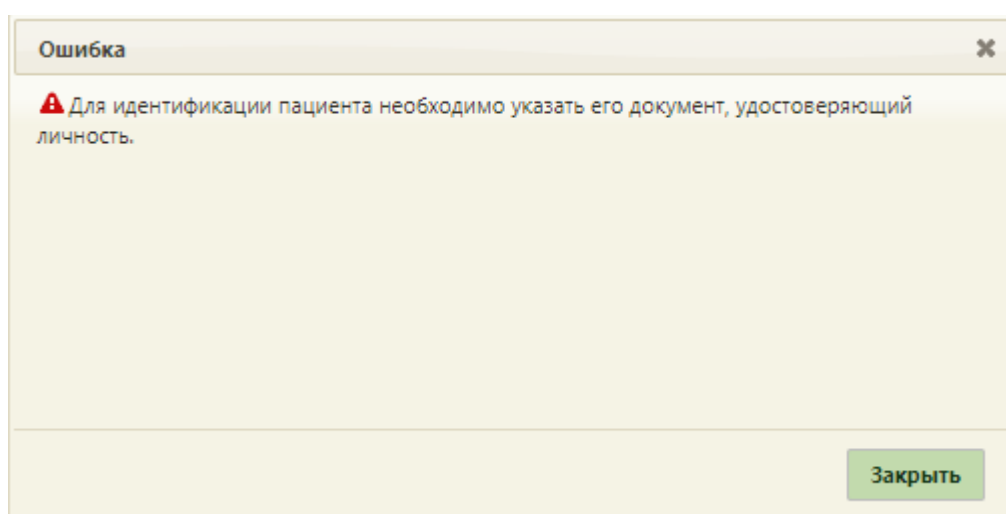 Ошибка
Для идентификации пациента необходимо указать его документ, удостоверяющий
личность.
Закрыть